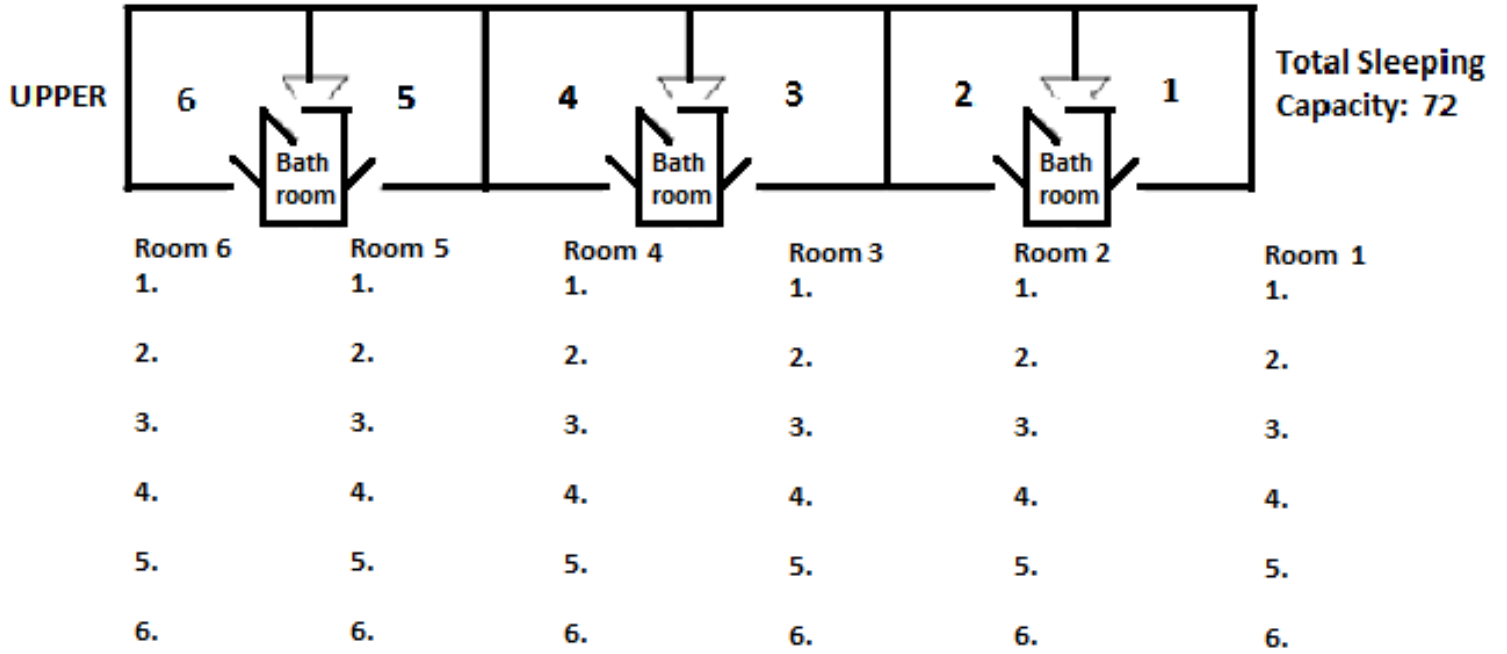 UPPER 6 5 4 3 2 1 Total Sleeping
Capacity: 72
Bath room Bath room Bath room
Room 6 Room 5 Room 4 Room 3 Room 2 Room 1
1. 1. 1. 1. 1. 1.
2. 2. 2. 2. 2. 2.
3. 3. 3. 3. 3. 3.
4. 4. 4. 4. 4. 4.
5. 5. 5. 5. 5. 5.
6. 6. 6. 6. 6. 6.